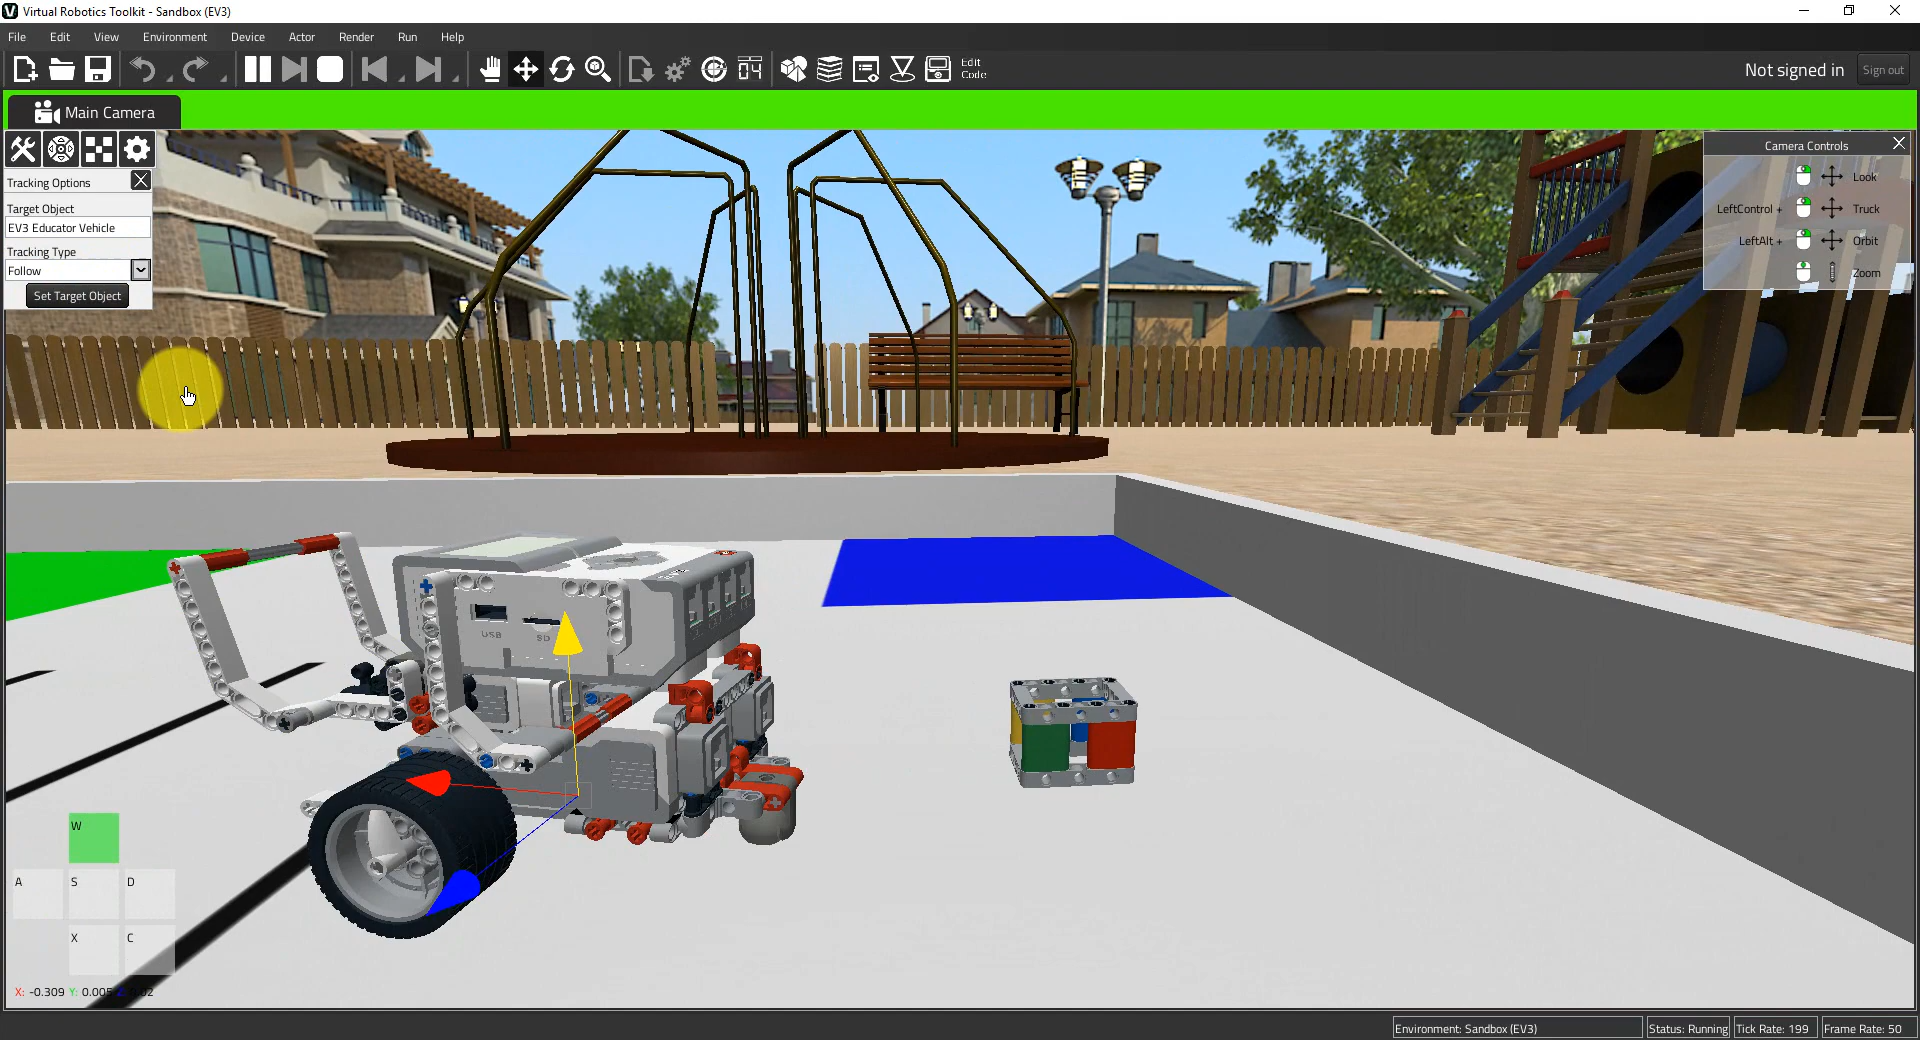 Virtual Robotics Toolkit - Sandbox (EV3)
File Edit View Environment Device Actor Render Run Help
Edit Code
Not signed in Sign out
Main Camera
Tracking Options
Target Object
EV3 Educator Vehicle
Tracking Type
Follow
Set Target Object
Camera Controls
Look
LeftControl + Truck
LeftAlt + Orbit
Zoom
USB SD
W
A S D
X C
X: -0.309 Y: 0.005
Environment: Sandbox (EV3) Status: Running Tick Rate: 199 Frame Rate: 50